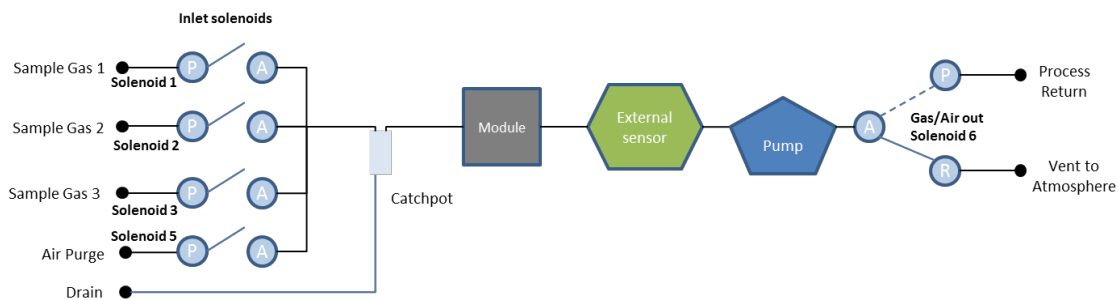 Inlet solenoids
Sample Gas 1
P
A
Solenoid 1
Sample Gas 2
P
A
Solenoid 2
Sample Gas 3
P
A
Solenoid 3
Solenoid 5
Air Purge
P
A
Drain
Catchpot
Module
External
sensor
Pump
A
P
Process
Return
Gas/Air out
Solenoid 6
R
Vent to
Atmosphere